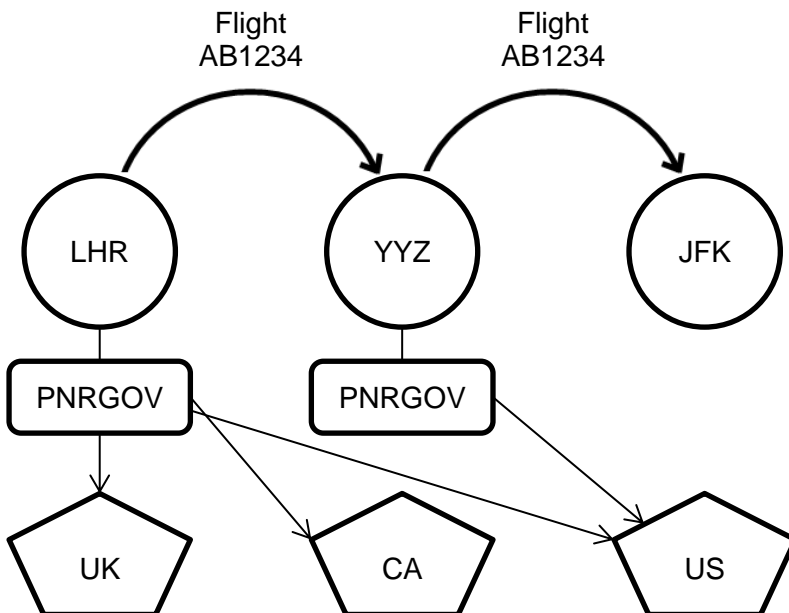 Flight
AB1234
Flight
AB1234
LHR
YYZ
JFK
PNRGOV
PNRGOV
UK
CA
US